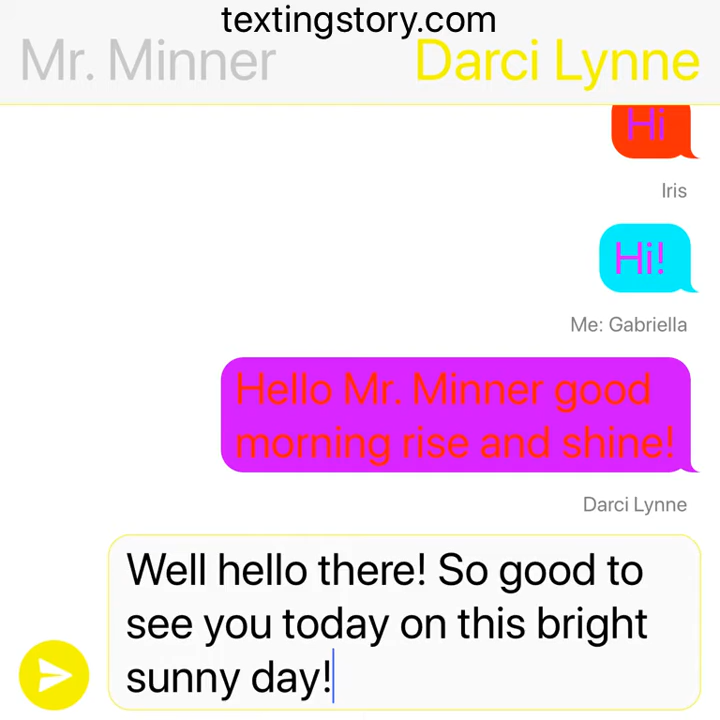 textingstory.com
Mr. Minner Darci Lynne
Hi
Iris
Hi!
Me: Gabriella
Hello Mr. Minner good
morning rise and shine!
Darci Lynne
Well hello there! So good to
see you today on this bright
sunny day!